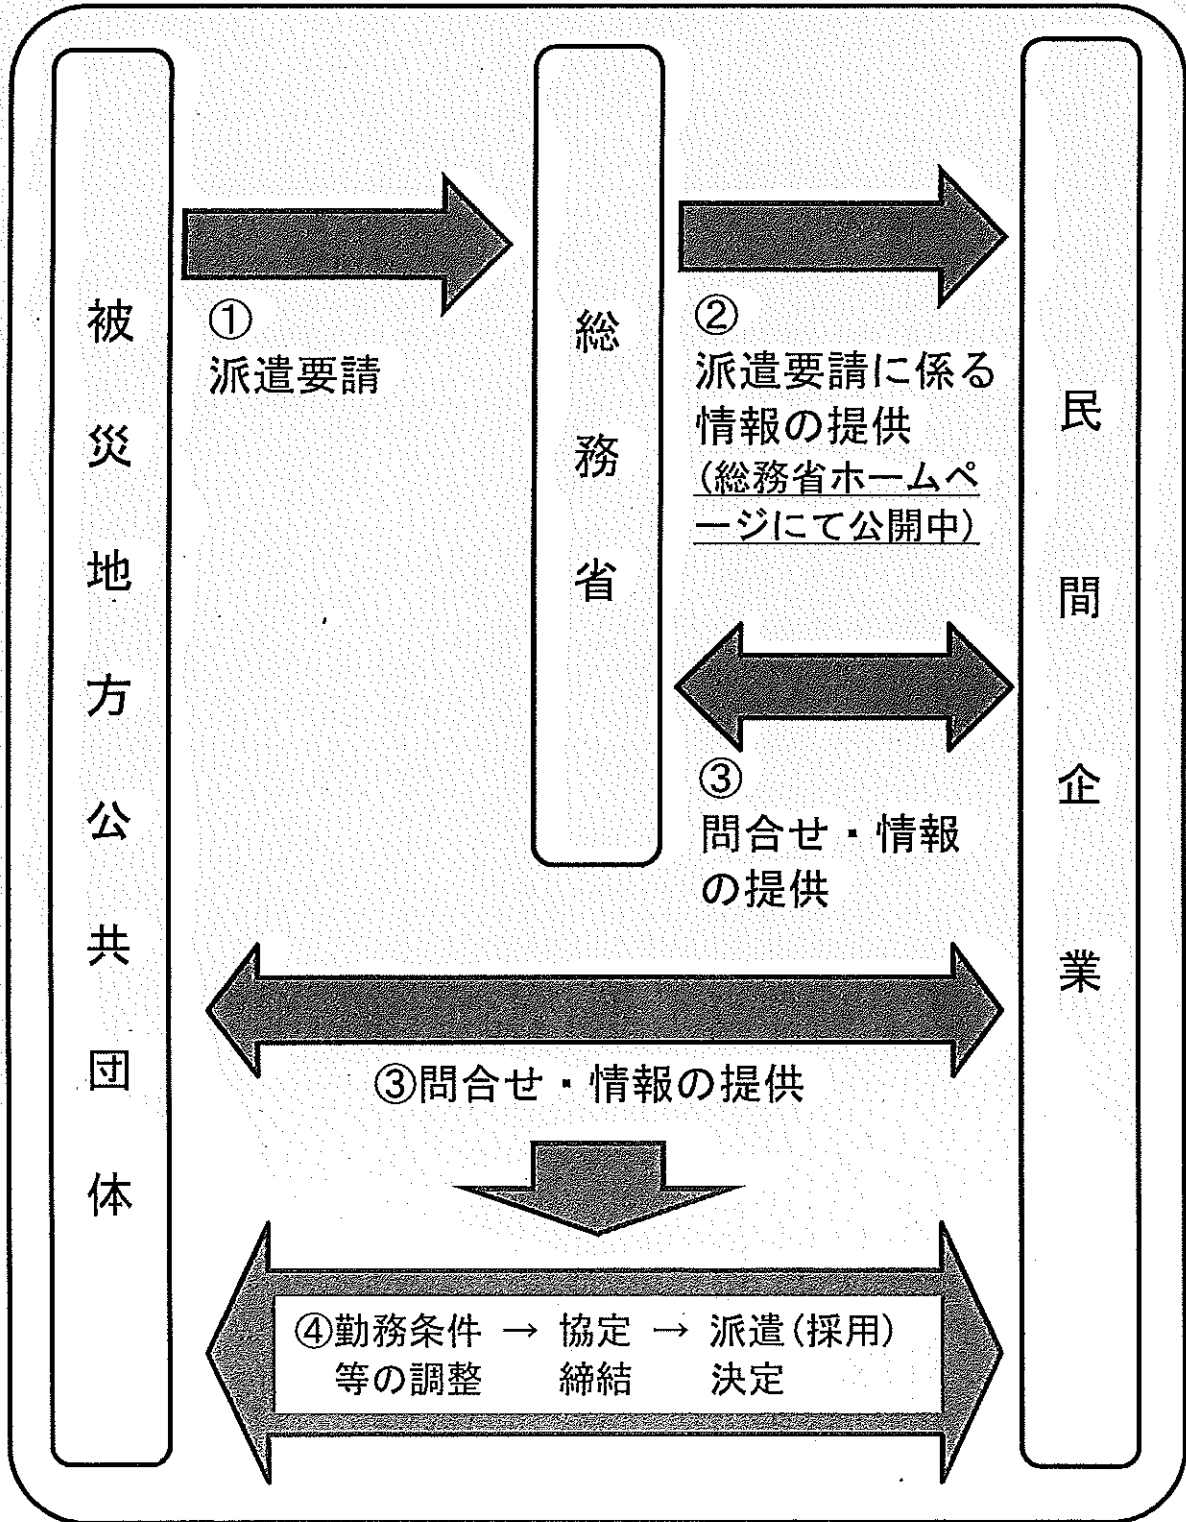 被災地方公共団体
①
派遣要請
総務省
②
派遣要請に係る
情報の提供
(総務省ホームペ
ージにて公開中)
③
問合せ・情報
の提供
民間企業
③問合せ・情報の提供
④勤務条件 → 協定 → 派遣(採用)
等の調整 締結 決定